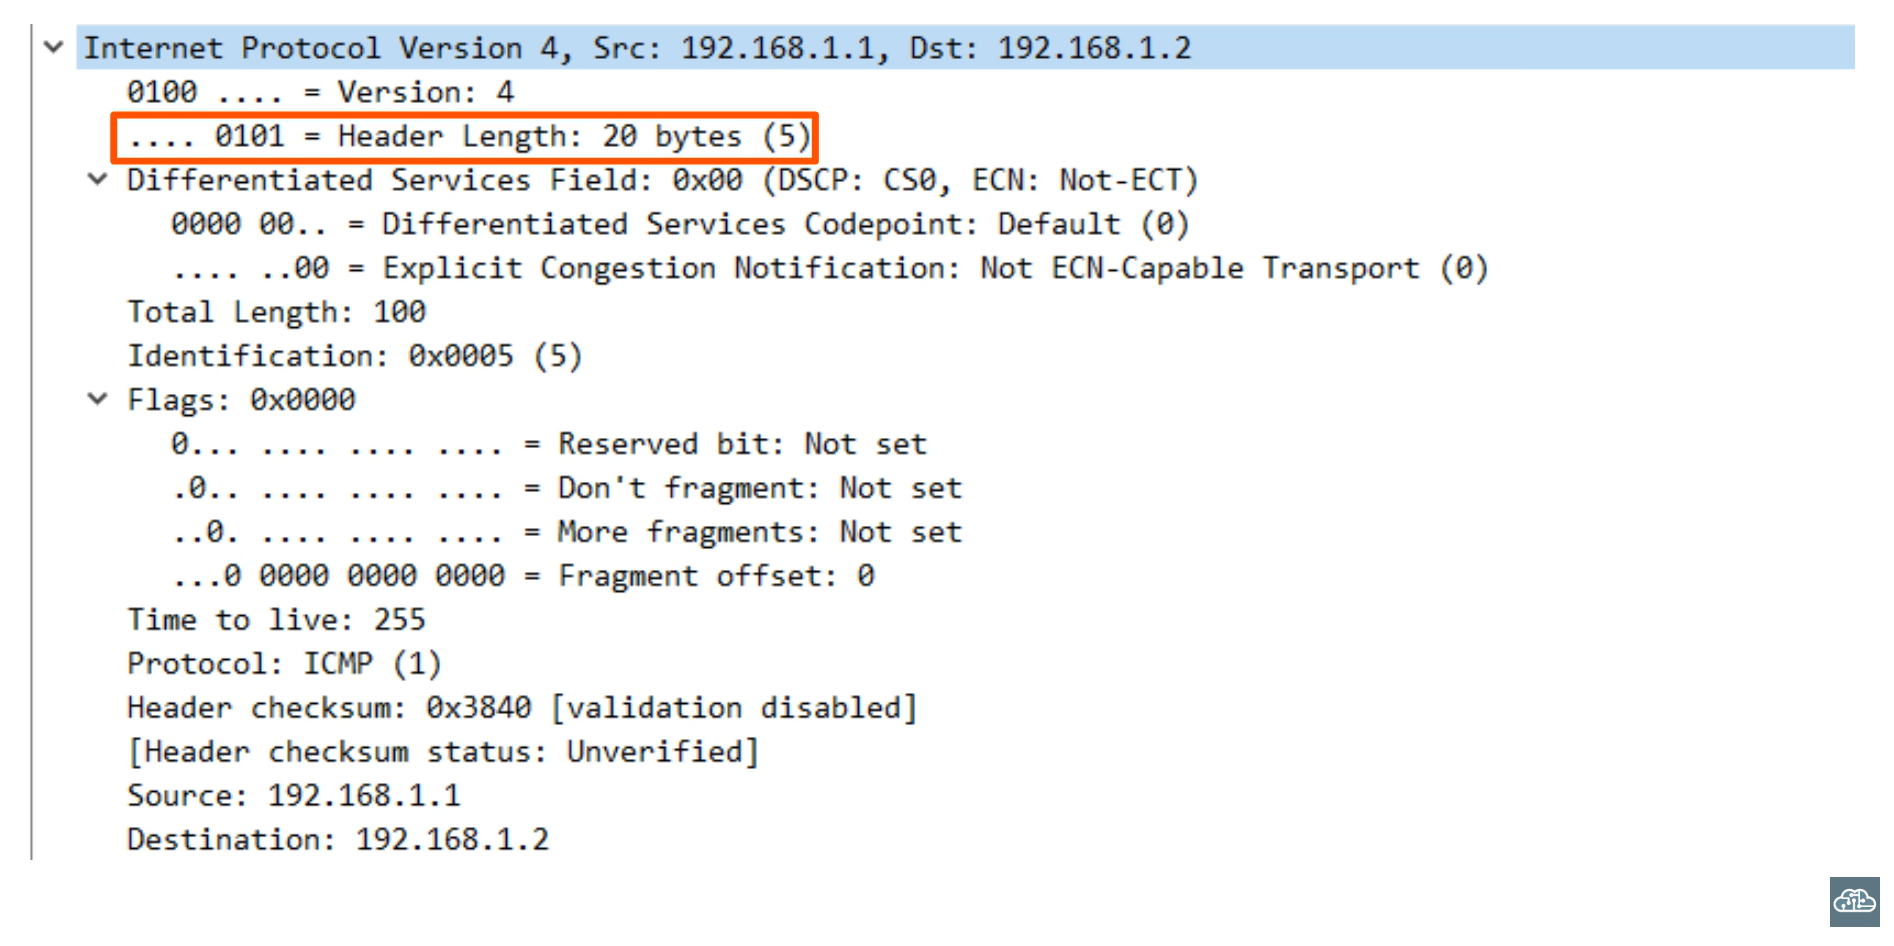 Internet Protocol Version 4, Src: 192.168.1.1, Dst: 192.168.1.2
0100 .... = Version: 4
.... 0101 = Header Length: 20 bytes (5)
Differentiated Services Field: 0x00 (DSCP: CS0, ECN: Not-ECT)
0000 00.. = Differentiated Services Codepoint: Default (0)
.... ..00 = Explicit Congestion Notification: Not ECN-Capable Transport (0)
Total Length: 100
Identification: 0x0005 (5)
Flags: 0x0000
0... .... .... .... = Reserved bit: Not set
.0.. .... .... .... = Don't fragment: Not set
..0. .... .... .... = More fragments: Not set
...0 0000 0000 0000 = Fragment offset: 0
Time to live: 255
Protocol: ICMP (1)
Header checksum: 0x3840 [validation disabled]
[Header checksum status: Unverified]
Source: 192.168.1.1
Destination: 192.168.1.2